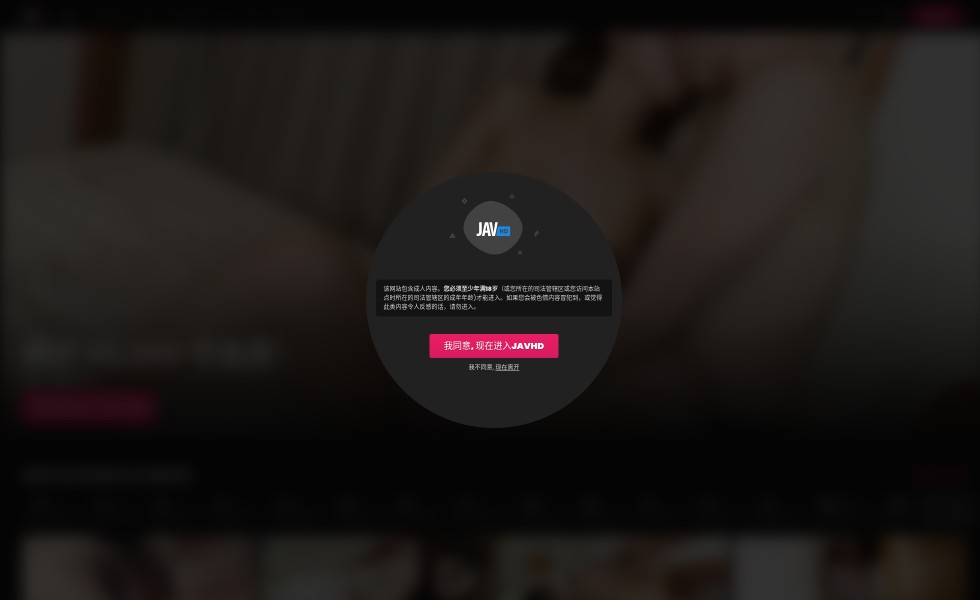 JAV HD
该网站包含成人内容。您必须至少年满18岁（或您所在的司法管辖区或您访问本站
点时所在的司法管辖区的成年年龄)才能进入。如果您会被色情内容冒犯到，或觉得
此类内容令人反感的话，请勿进入。
我同意, 现在进入JAVHD
我不同意, 现在离开